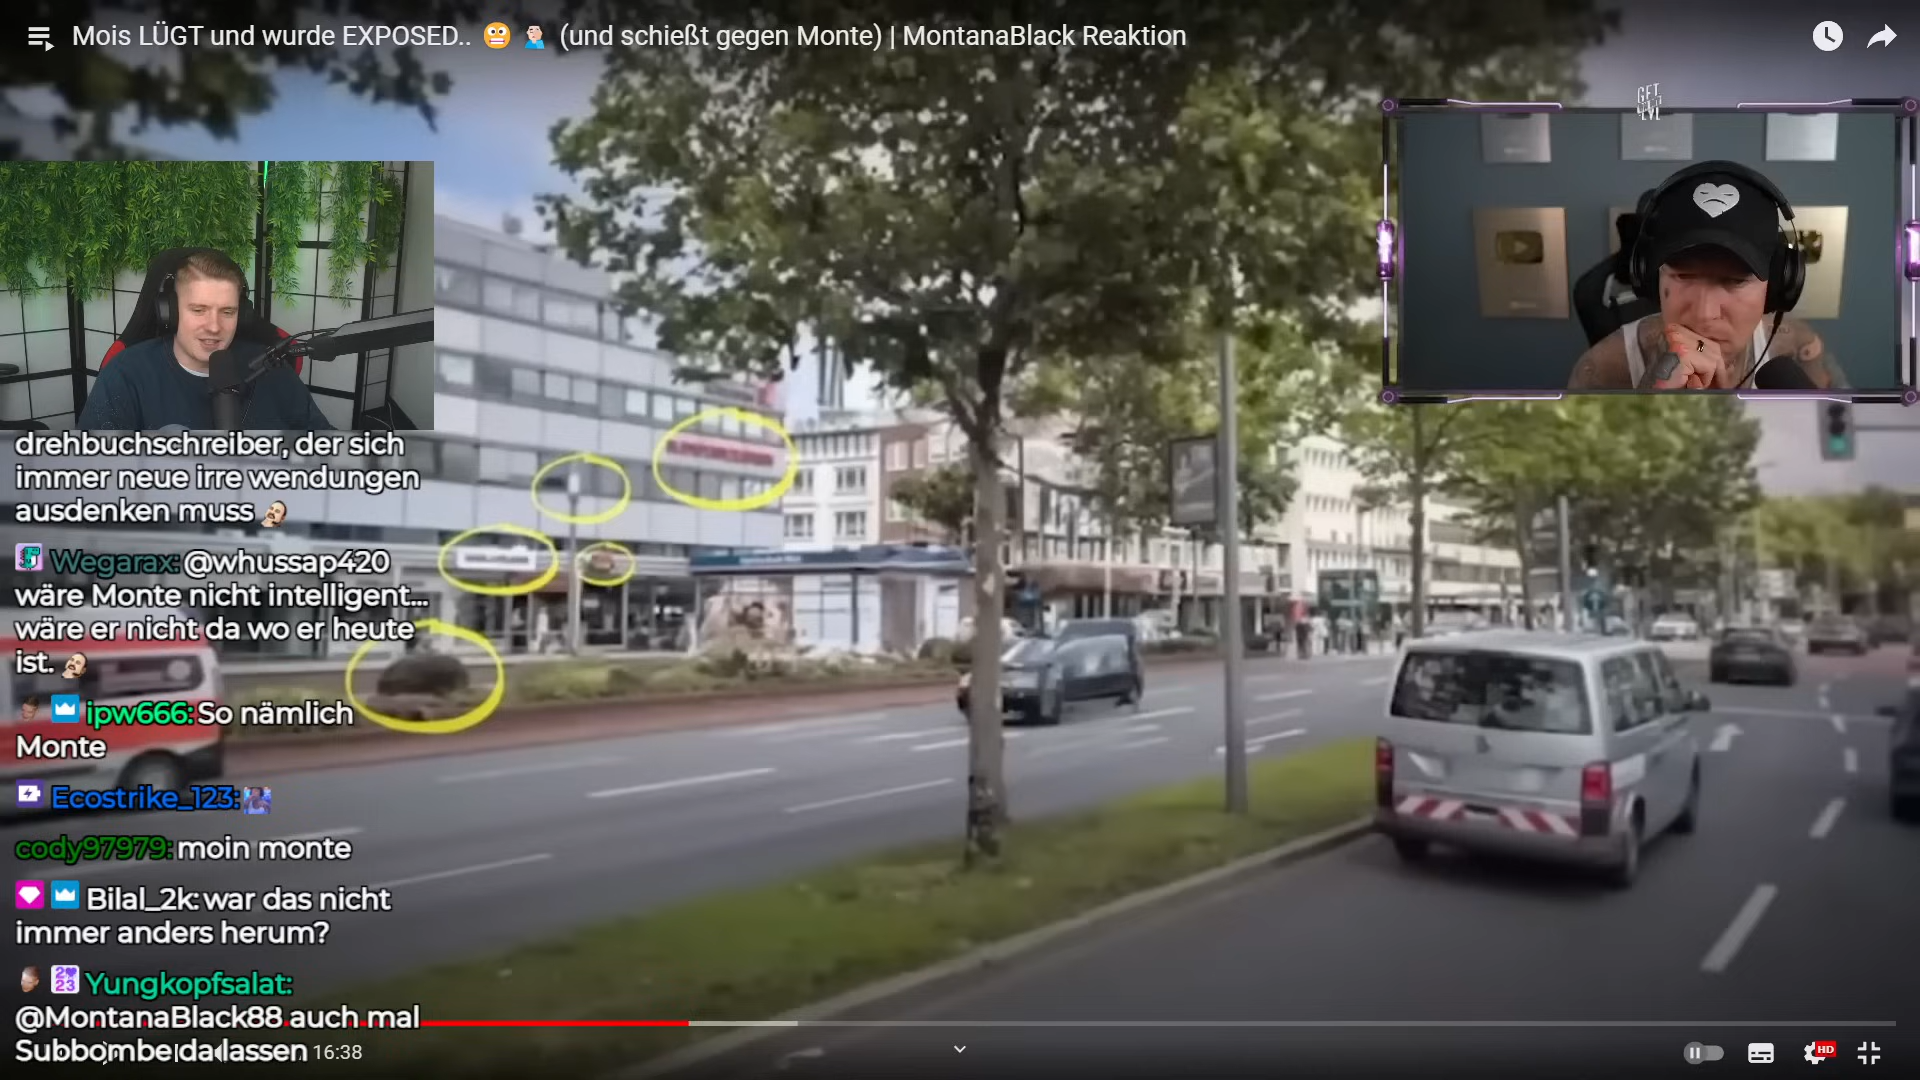 Mois LÜGT und wurde EXPOSED.. 😬 🤦🏻‍♂️ (und schießt gegen Monte) | MontanaBlack Reaktion
GET
LVL
drehbuchschreiber, der sich
immer neue irre wendungen
ausdenken muss
Wegarax: @whussap420
wäre Monte nicht intelligent...
wäre er nicht da wo er heute
ist.
ipw666: So nämlich
Monte
Ecostrike_123:
cody97979: moin monte
Bilal_2k: war das nicht
immer anders herum?
Yungkopfsalat:
@MontanaBlack88 auch mal
Subbombe dalassen
16:38
HD